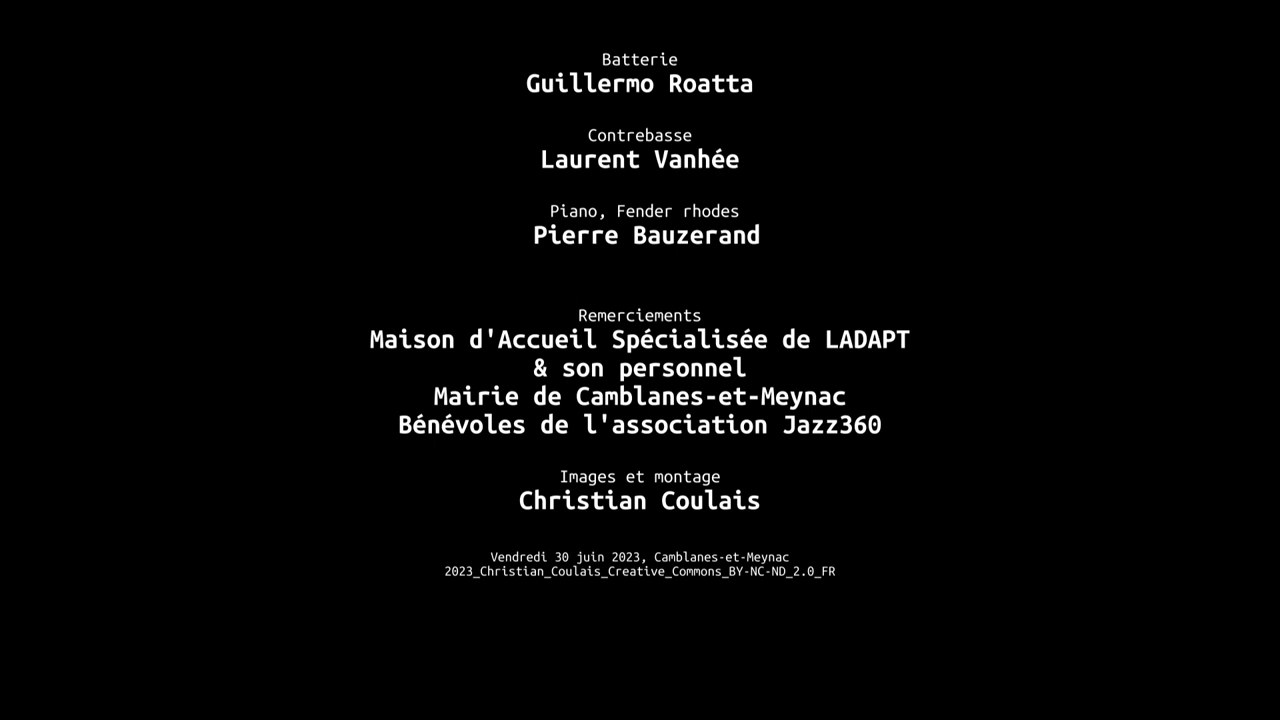 Batterie
Guillermo Roatta
Contrebasse
Laurent Vanhée
Piano, Fender rhodes
Pierre Bauzerand
Remerciements
Maison d'Accueil Spécialisée de LADAPT
& son personnel
Mairie de Camblanes-et-Meynac
Bénévoles de l'association Jazz360
Images et montage
Christian Coulais
Vendredi 30 juin 2023, Camblanes-et-Meynac
2023_Christian_Coulais_Creative_Commons_BY-NC-ND_2.0_FR